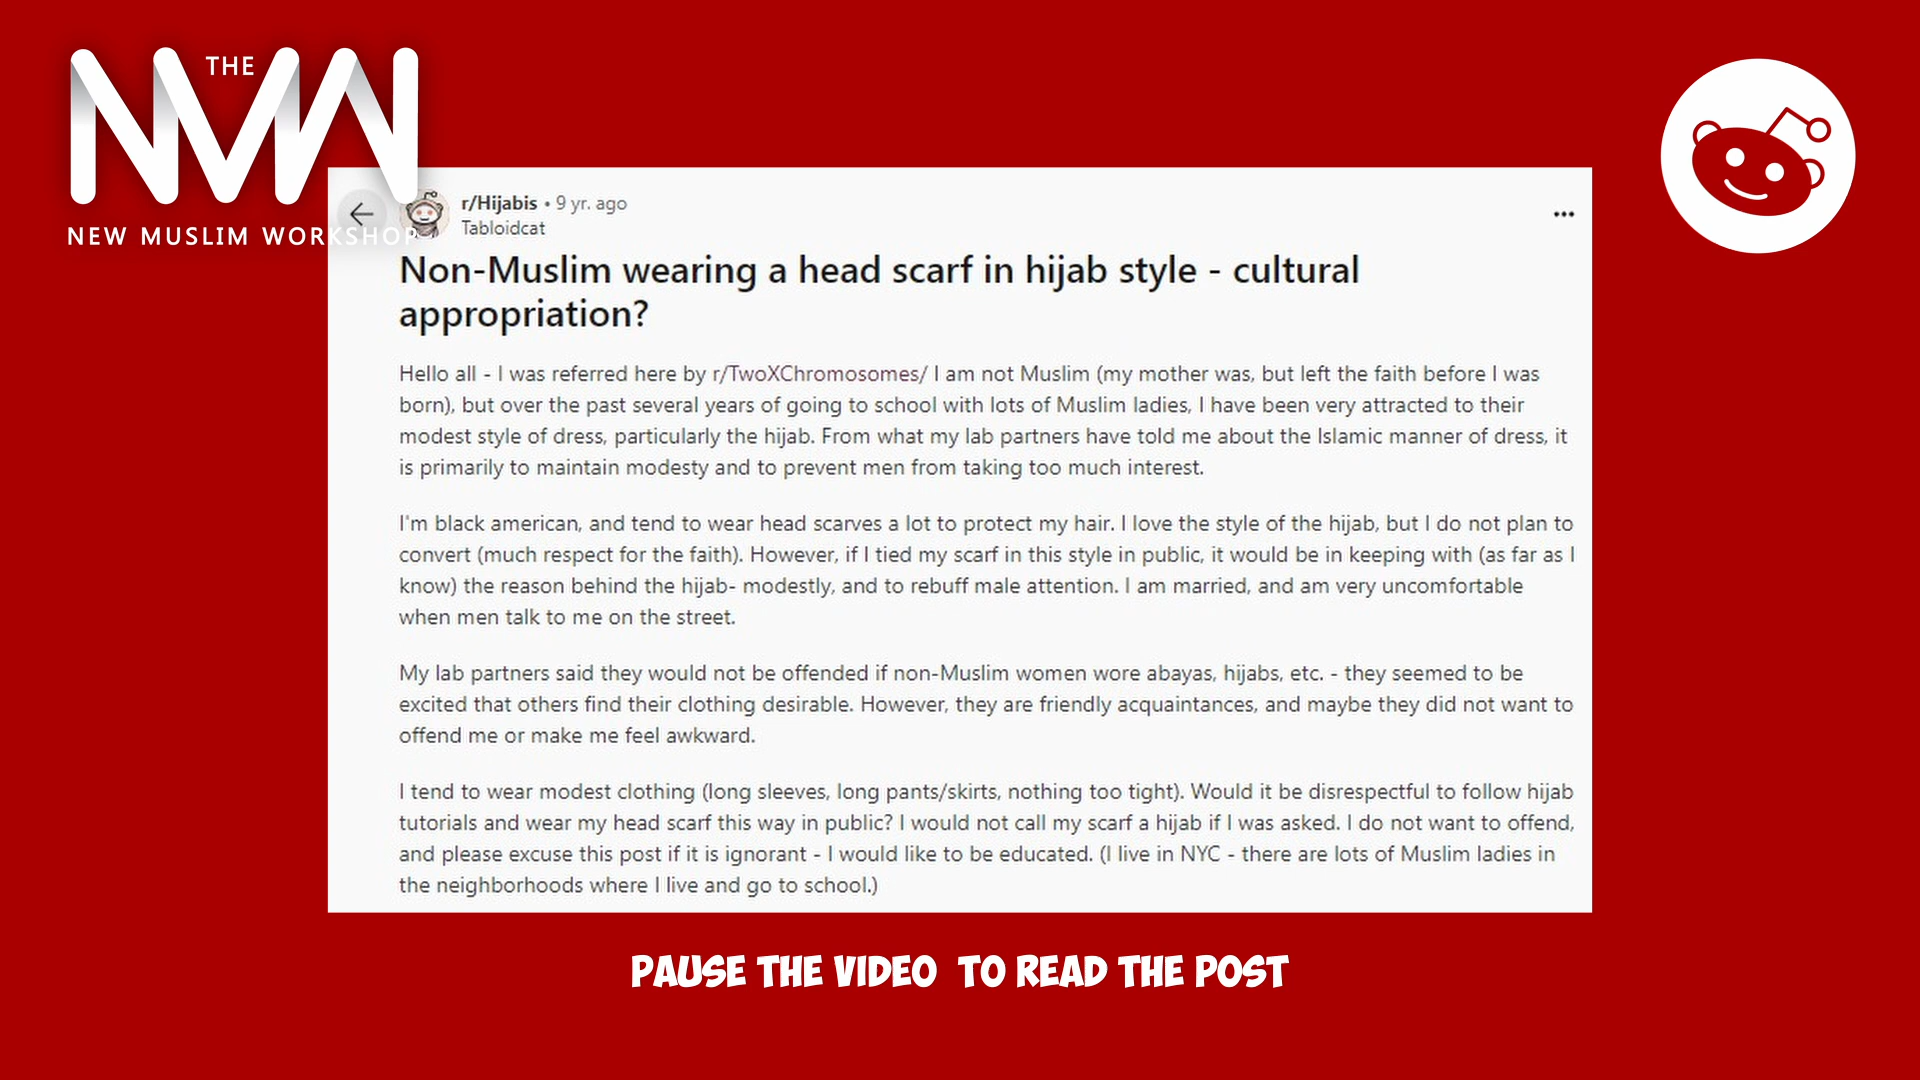 THE
NMW
NEW MUSLIM WORKSHOP
r/Hijabis • 9 yr. ago
Tabloidcat
Non-Muslim wearing a head scarf in hijab style - cultural
appropriation?
Hello all - I was referred here by r/TwoXChromosomes/ I am not Muslim (my mother was, but left the faith before I was
born), but over the past several years of going to school with lots of Muslim ladies, I have been very attracted to their
modest style of dress, particularly the hijab. From what my lab partners have told me about the Islamic manner of dress, it
is primarily to maintain modesty and to prevent men from taking too much interest.
I'm black american, and tend to wear head scarves a lot to protect my hair. I love the style of the hijab, but I do not plan to
convert (much respect for the faith). However, if I tied my scarf in this style in public, it would be in keeping with (as far as I
know) the reason behind the hijab- modestly, and to rebuff male attention. I am married, and am very uncomfortable
when men talk to me on the street.
My lab partners said they would not be offended if non-Muslim women wore abayas, hijabs, etc. - they seemed to be
excited that others find their clothing desirable. However, they are friendly acquaintances, and maybe they did not want to
offend me or make me feel awkward.
I tend to wear modest clothing (long sleeves, long pants/skirts, nothing too tight). Would it be disrespectful to follow hijab
tutorials and wear my head scarf this way in public? I would not call my scarf a hijab if I was asked. I do not want to offend,
and please excuse this post if it is ignorant - I would like to be educated. (I live in NYC - there are lots of Muslim ladies in
the neighborhoods where I live and go to school.)
PAUSE THE VIDEO TO READ THE POST